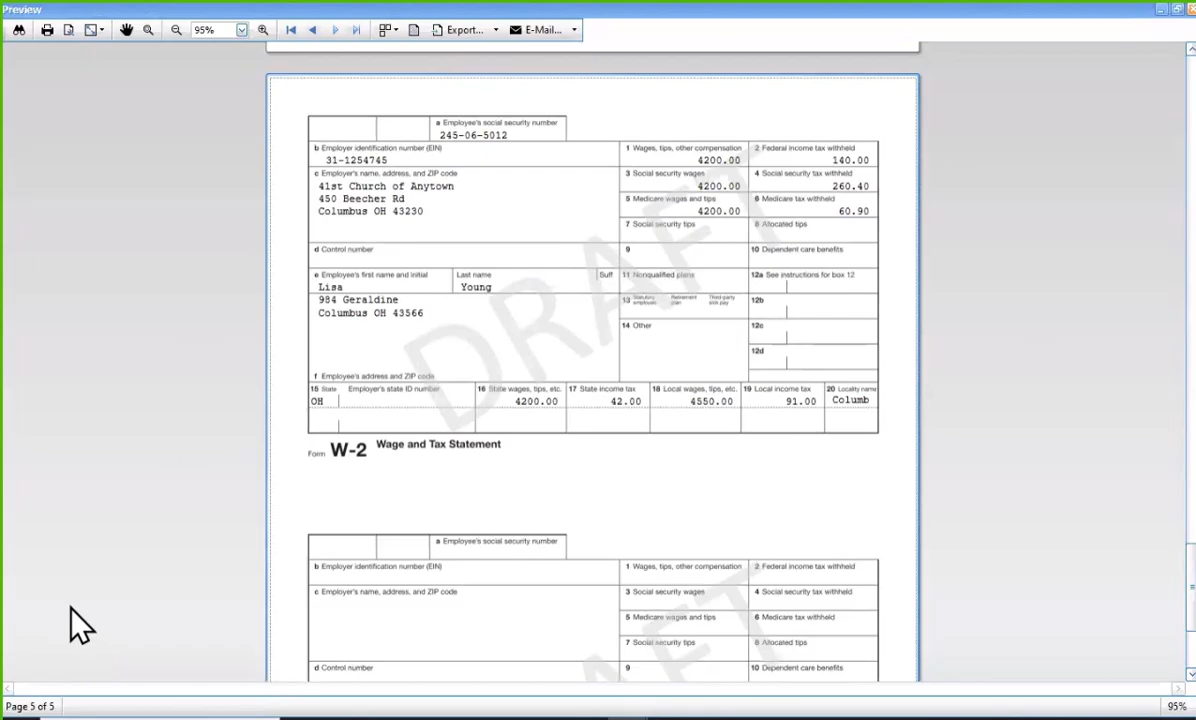 Preview
95%
Export...
E-Mail...
a Employee's social security number
245-06-5012
b Employer identification number (EIN)
31-1254745
1 Wages, tips, other compensation
4200.00
2 Federal income tax withheld
140.00
c Employer's name, address, and ZIP code
41st Church of Anytown
450 Beecher Rd
Columbus OH 43230
3 Social security wages
4200.00
4 Social security tax withheld
260.40
5 Medicare wages and tips
4200.00
6 Medicare tax withheld
60.90
7 Social security tips
8 Allocated tips
d Control number
9
10 Dependent care benefits
e Employee's first name and initial
Lisa
Last name
Young
Suff
984 Geraldine
Columbus OH 43566
11 Nonqualified plans
12a See instructions for box 12
13 Statutory employee
Retirement plan
Third-party sick pay
12b
14 Other
12c
12d
f Employee's address and ZIP code
15 State
OH
Employer's state ID number
16 State wages, tips, etc.
4200.00
17 State income tax
42.00
18 Local wages, tips, etc.
4550.00
19 Local income tax
91.00
20 Locality name
Columb
DRAFT
Form W-2 Wage and Tax Statement
a Employee's social security number
b Employer identification number (EIN)
1 Wages, tips, other compensation
2 Federal income tax withheld
c Employer's name, address, and ZIP code
3 Social security wages
4 Social security tax withheld
5 Medicare wages and tips
6 Medicare tax withheld
7 Social security tips
8 Allocated tips
d Control number
9
10 Dependent care benefits
RAFT
Page 5 of 5
95%